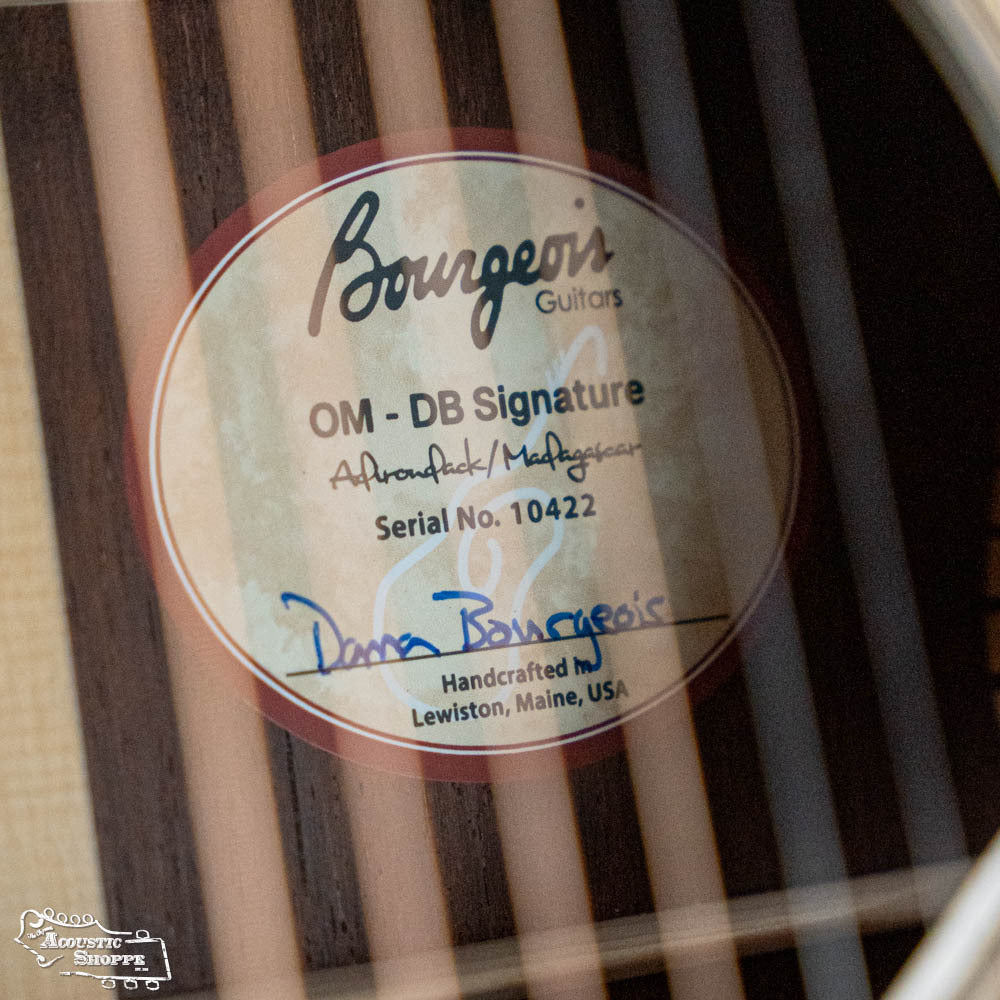 Bourgeois
Guitars
OM - DB Signature
Adirondack/Madagascar
Serial No. 10422
Dana Bourgeois
Handcrafted in
Lewiston, Maine, USA
The
ACOUSTIC
SHOPPE